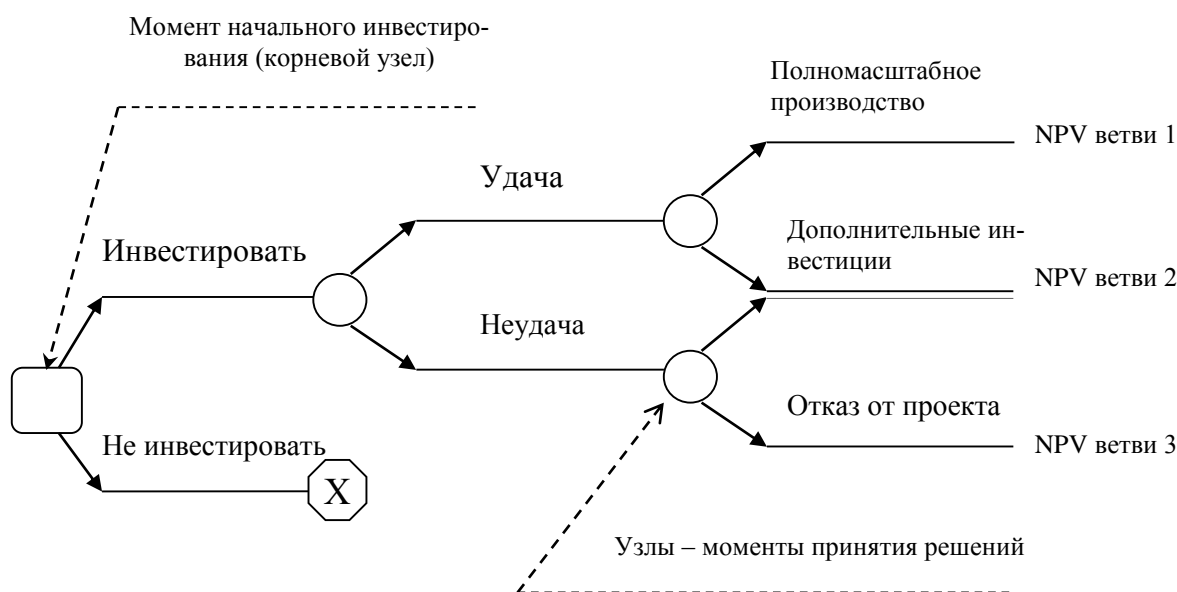 Момент начального инвестиро-
вания (корневой узел)
Полномасштабное
производство
NPV ветви 1
Удача
Дополнительные ин-
вестиции
Инвестировать
NPV ветви 2
Неудача
Отказ от проекта
Не инвестировать
NPV ветви 3
X
Узлы – моменты принятия решений